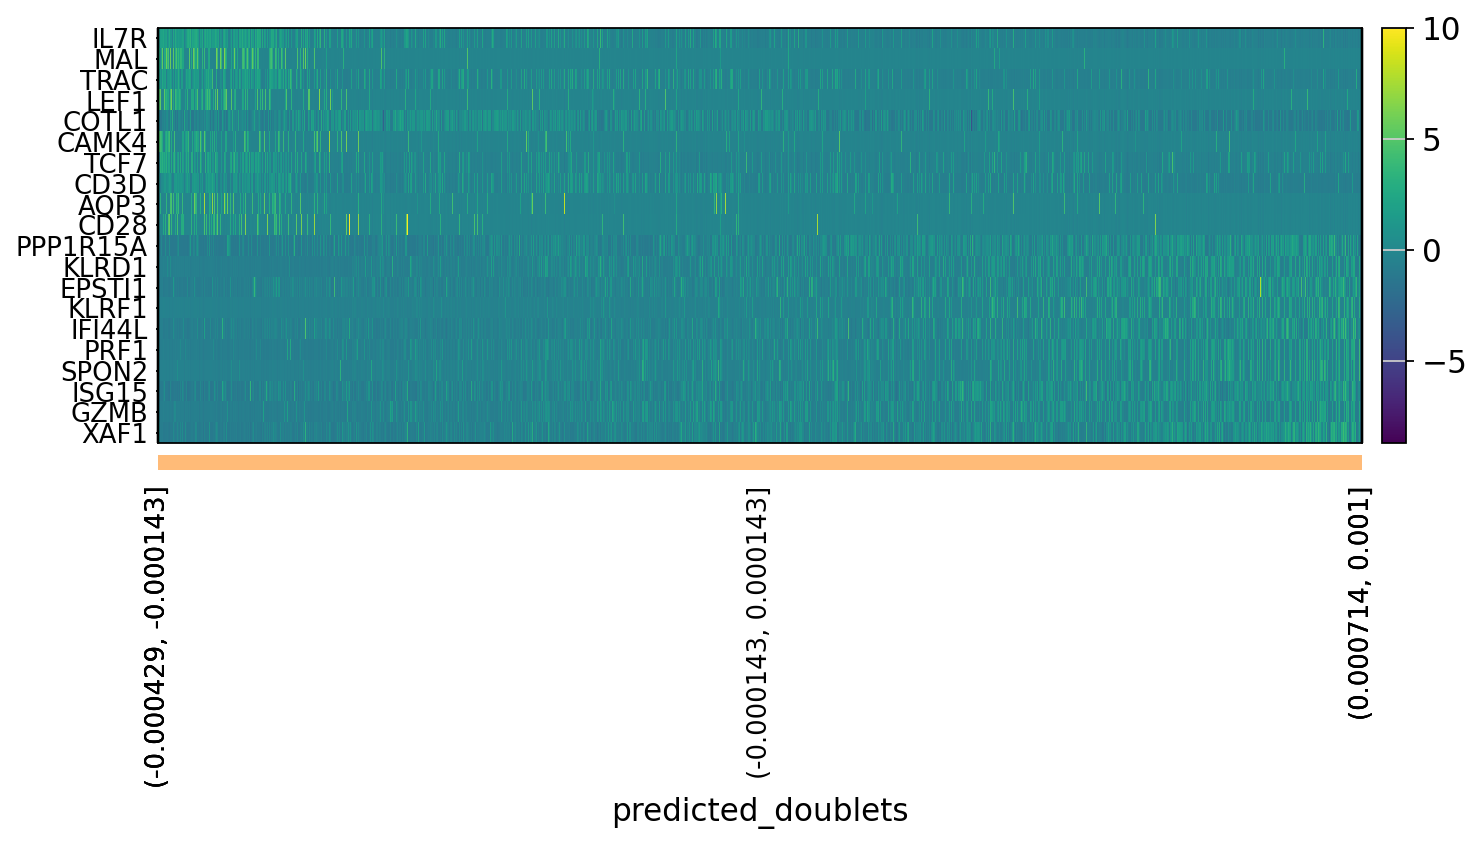 IL7R
MAL
TRAC
LEF1
COTL1
CAMK4
TCF7
CD3D
AQP3
CD28
PPP1R15A
KLRD1
EPSTI1
KLRF1
IFI44L
PRF1
SPON2
ISG15
GZMB
XAF1
10
5
0
−5
(-0.000429, -0.000143]
(-0.000143, 0.000143]
(0.000714, 0.001]
predicted_doublets